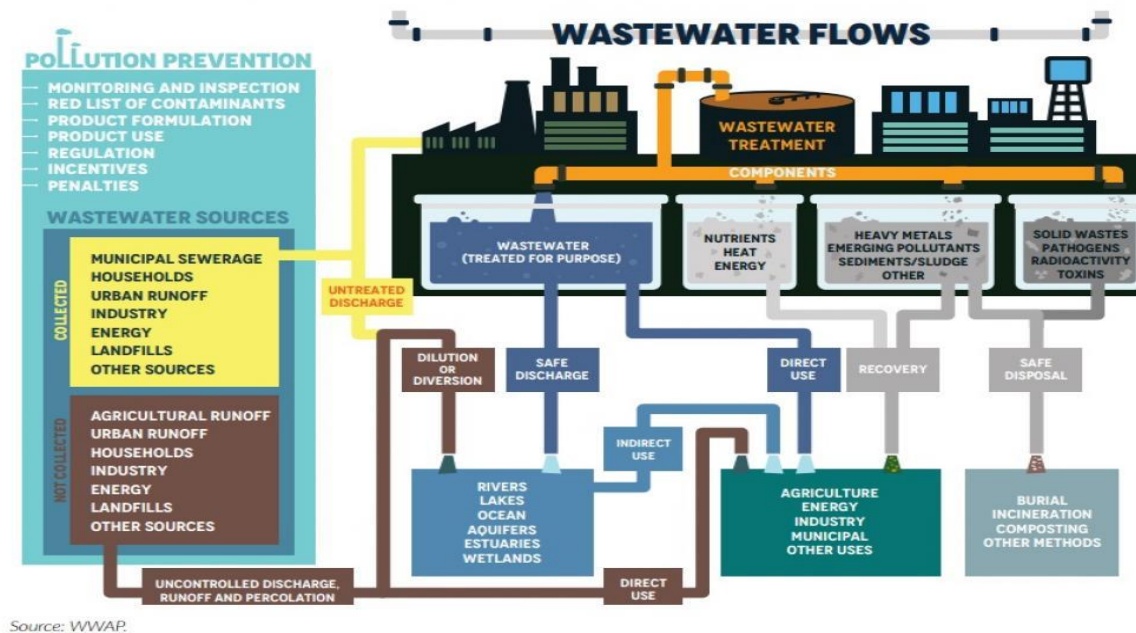 WASTEWATER FLOWS
POLLUTION PREVENTION
MONITORING AND INSPECTION
RED LIST OF CONTAMINANTS
PRODUCT FORMULATION
PRODUCT USE
REGULATION
INCENTIVES
PENALTIES
WASTEWATER SOURCES
COLLECTED
MUNICIPAL SEWERAGE
HOUSEHOLDS
URBAN RUNOFF
INDUSTRY
ENERGY
LANDFILLS
OTHER SOURCES
NOT COLLECTED
AGRICULTURAL RUNOFF
URBAN RUNOFF
HOUSEHOLDS
INDUSTRY
ENERGY
LANDFILLS
OTHER SOURCES
UNCONTROLLED DISCHARGE,
RUNOFF AND PERCOLATION
UNTREATED
DISCHARGE
WASTEWATER
TREATMENT
COMPONENTS
WASTEWATER
(TREATED FOR PURPOSE)
NUTRIENTS
HEAT
ENERGY
HEAVY METALS
EMERGING POLLUTANTS
SEDIMENTS/SLUDGE
OTHER
SOLID WASTES
PATHOGENS
RADIOACTIVITY
TOXINS
DILUTION
OR
DIVERSION
SAFE
DISCHARGE
DIRECT
USE
RECOVERY
SAFE
DISPOSAL
INDIRECT
USE
RIVERS
LAKES
OCEAN
AQUIFERS
ESTUARIES
WETLANDS
AGRICULTURE
ENERGY
INDUSTRY
MUNICIPAL
OTHER USES
BURIAL
INCINERATION
COMPOSTING
OTHER METHODS
DIRECT
USE
Source: WWAP.